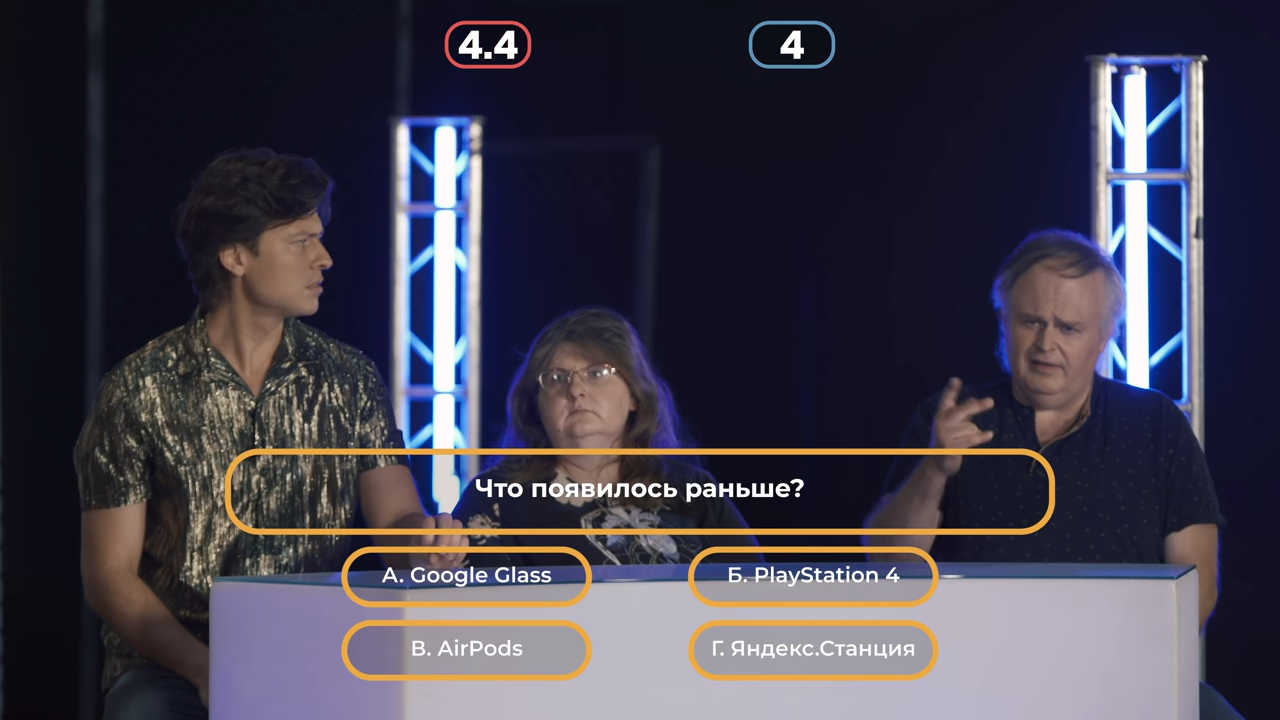 4.4
4
Что появилось раньше?
А. Google Glass
Б. PlayStation 4
В. AirPods
Г. Яндекс.Станция